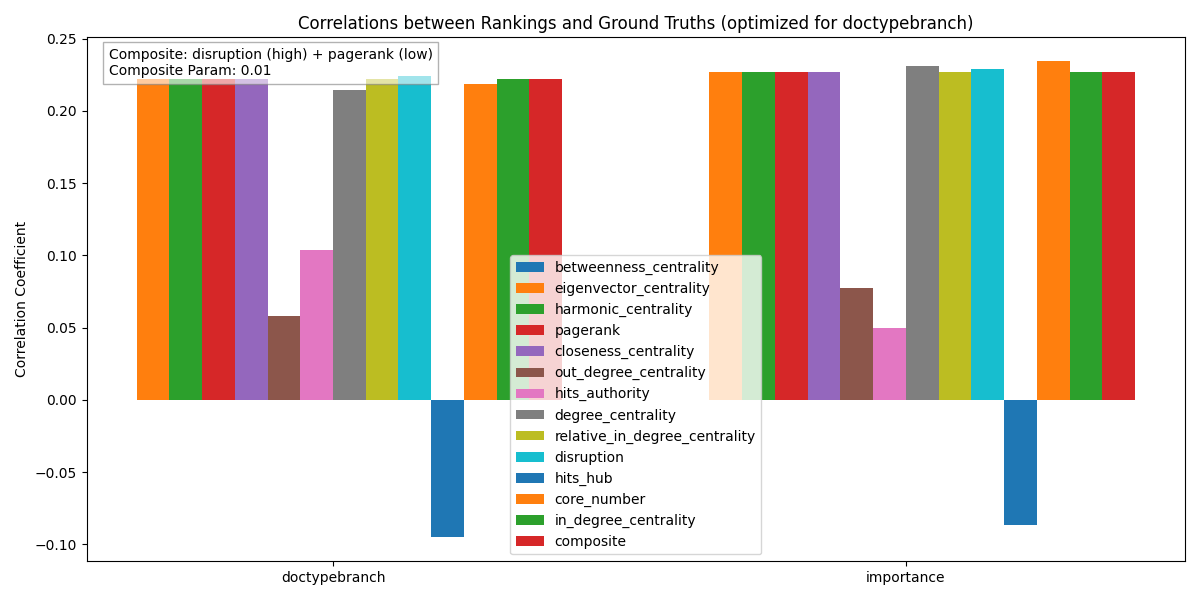 Correlations between Rankings and Ground Truths (optimized for doctypebranch)
Composite: disruption (high) + pagerank (low)
Composite Param: 0.01
Correlation Coefficient
0.25
0.20
0.15
0.10
0.05
0.00
−0.05
−0.10
betweenness_centrality
eigenvector_centrality
harmonic_centrality
pagerank
closeness_centrality
out_degree_centrality
hits_authority
degree_centrality
relative_in_degree_centrality
disruption
hits_hub
core_number
in_degree_centrality
composite
doctypebranch
importance